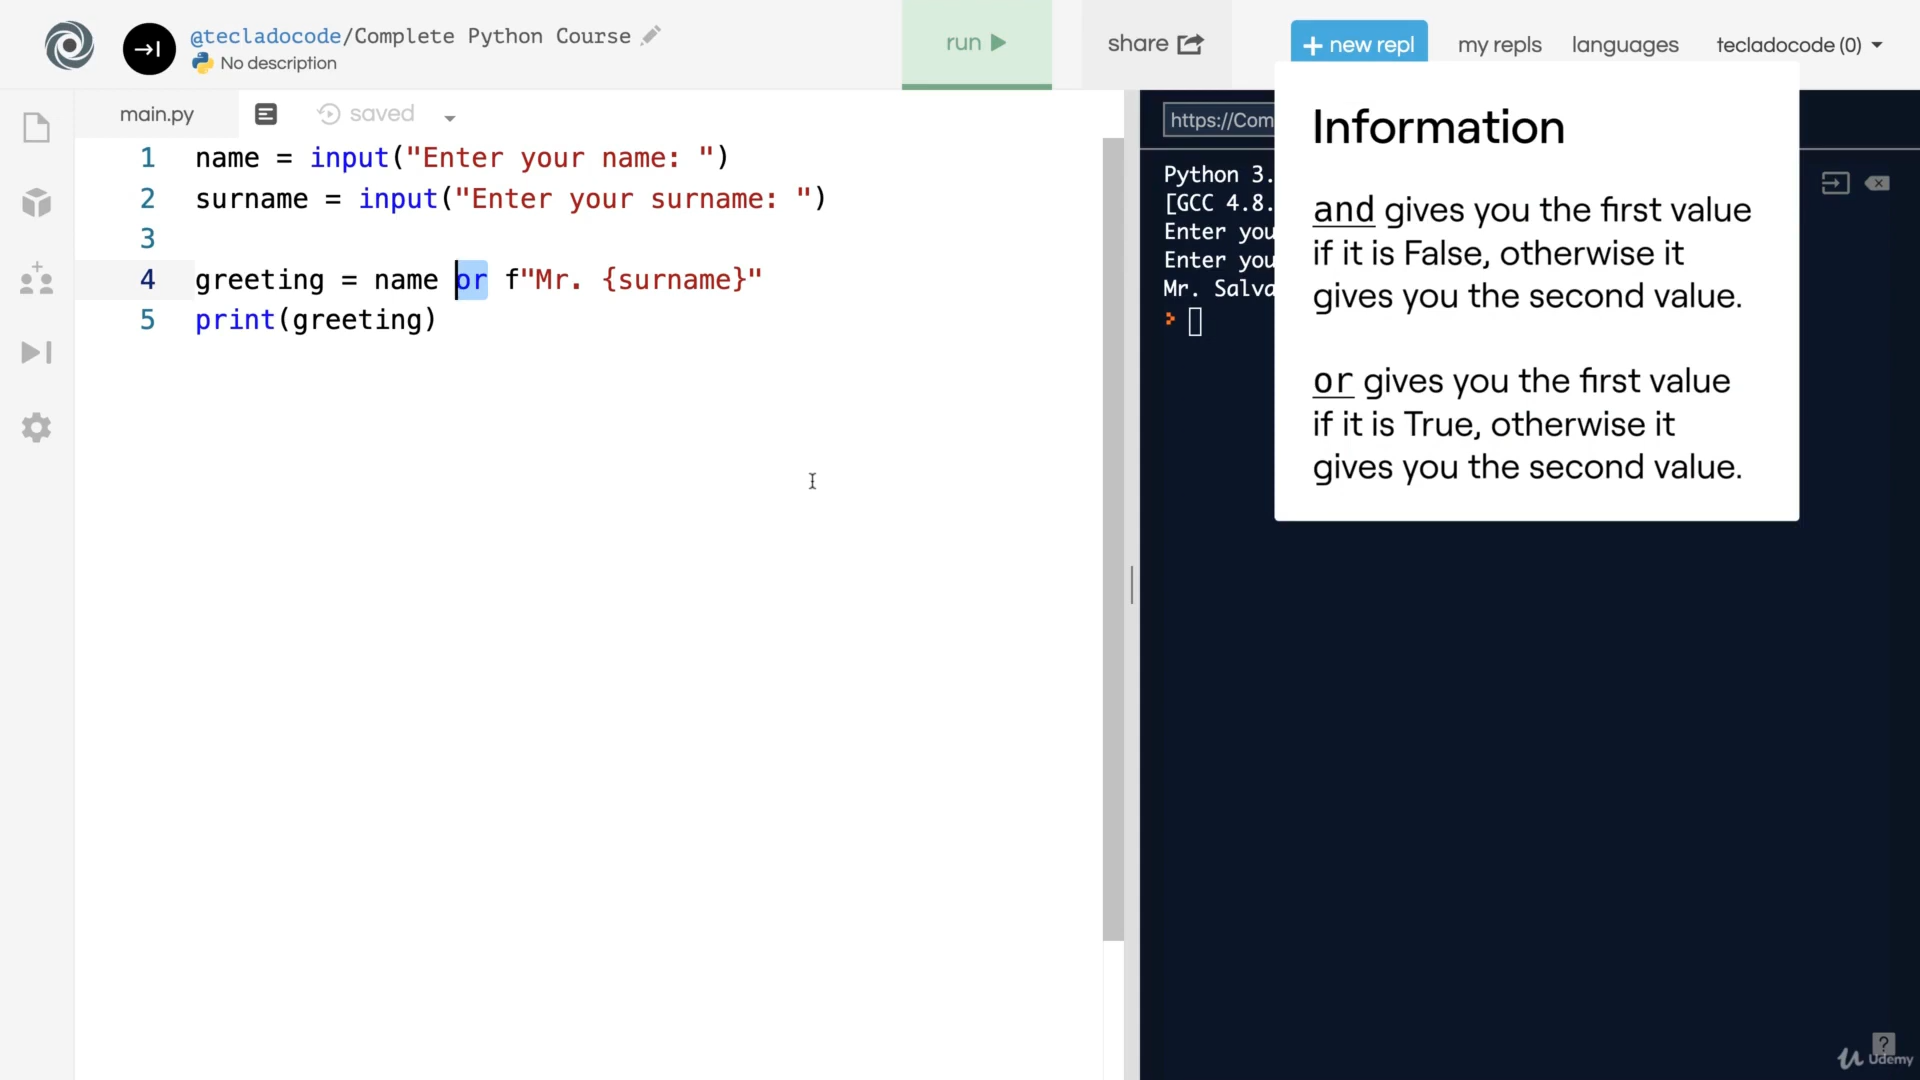 @tecladocode/Complete Python Course
No description
run
share
+ new repl
my repls
languages
tecladocode (0)
main.py
saved
1 name = input("Enter your name: ")
2 surname = input("Enter your surname: ")
3
4 greeting = name or f"Mr. {surname}"
5 print(greeting)
https://Com
Python 3.
[GCC 4.8.
Enter you
Enter you
Mr. Salva
Information
and gives you the first value
if it is False, otherwise it
gives you the second value.
or gives you the first value
if it is True, otherwise it
gives you the second value.
?
Udemy